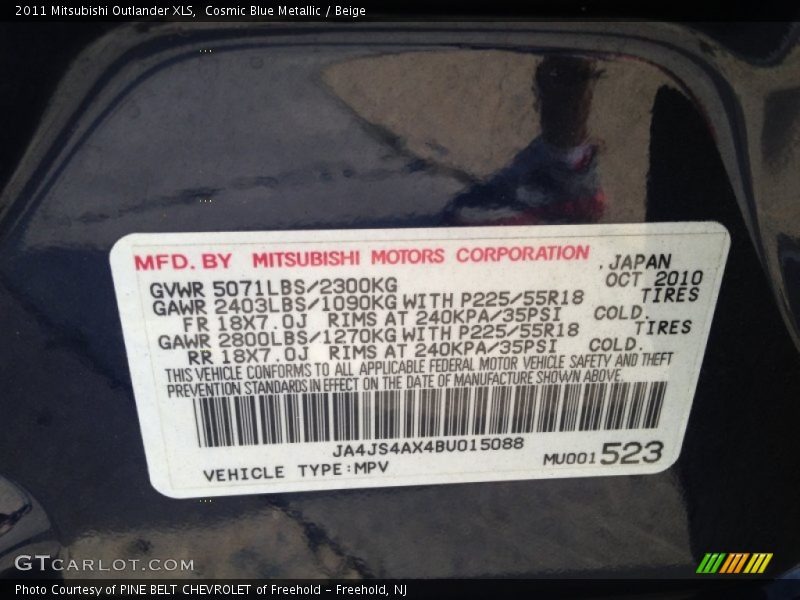 2011 Mitsubishi Outlander XLS,  Cosmic Blue Metallic / Beige
MFD. BY MITSUBISHI MOTORS CORPORATION , JAPAN
GVWR 5071LBS/2300KG OCT 2010
GAWR 2403LBS/1090KG WITH P225/55R18 TIRES
FR 18X7.0J RIMS AT 240KPA/35PSI COLD.
GAWR 2800LBS/1270KG WITH P225/55R18 TIRES
RR 18X7.0J RIMS AT 240KPA/35PSI COLD.
THIS VEHICLE CONFORMS TO ALL APPLICABLE FEDERAL MOTOR VEHICLE SAFETY AND THEFT
PREVENTION STANDARDS IN EFFECT ON THE DATE OF MANUFACTURE SHOWN ABOVE.
JA4JS4AX4BU015088
VEHICLE TYPE:MPV MU001 523
GTCARLOT.COM
Photo Courtesy of PINE BELT CHEVROLET of Freehold - Freehold, NJ